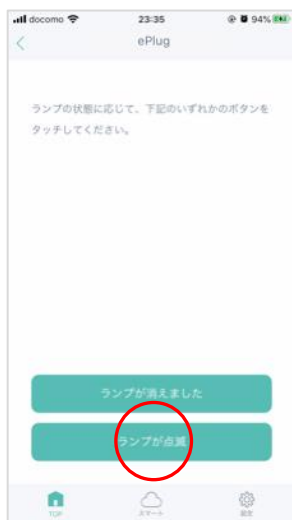 docomo 23:35 94%
ePlug
ランプの状態に応じて、下記のいずれかのボタンを
タッチしてください。
ランプが消えました
ランプが点滅
TOP スマート 設定